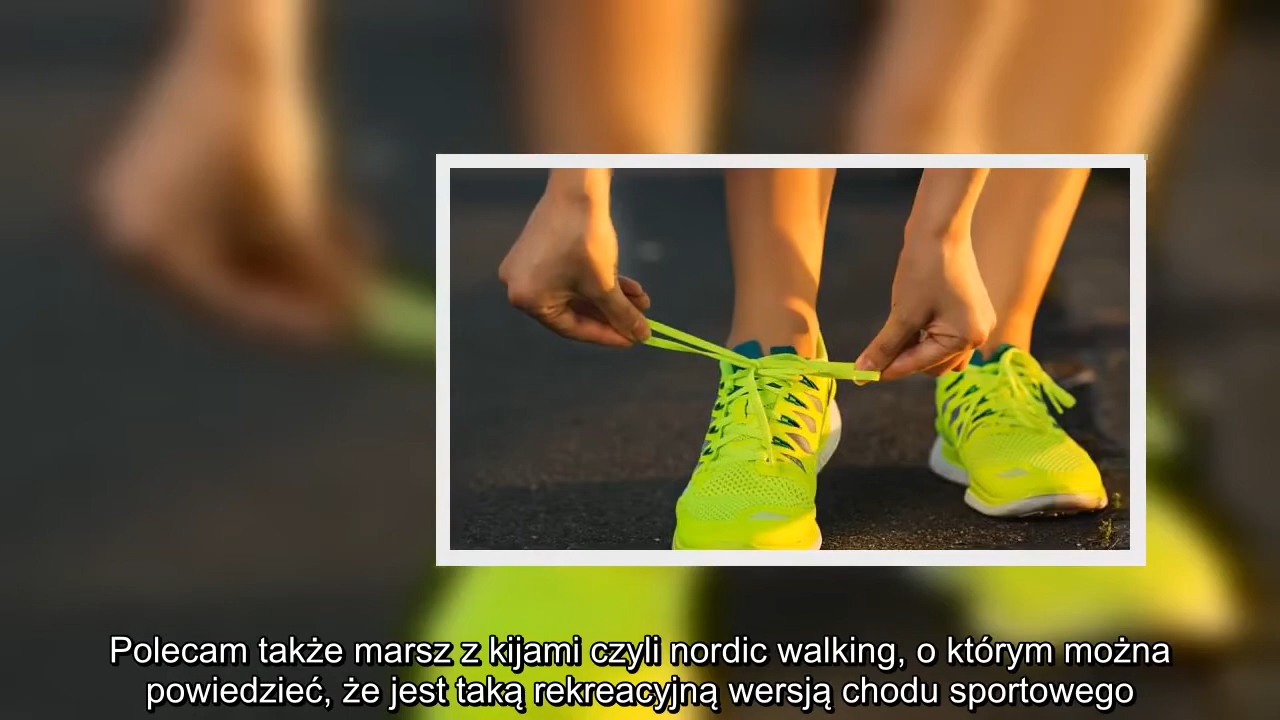 Polecam także marsz z kijami czyli nordic walking, o którym można
powiedzieć, że jest taką rekreacyjną wersją chodu sportowego